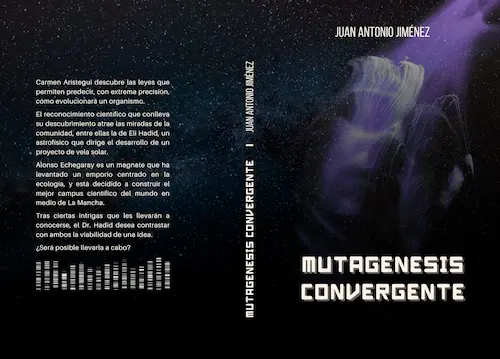 Carmen Aristegui descubre las leyes que
permiten predecir, con extrema precisión,
cómo evolucionará un organismo.
El reconocimiento científico que conlleva
su descubrimiento atrae las miradas de la
comunidad, entre ellas la de Eli Hadid, un
astrofísico que dirige el desarrollo de un
proyecto de vela solar.
Alonso Echegaray es un magnate que ha
levantado un emporio centrado en la
ecología, y está decidido a construir el
mejor campus científico del mundo en
medio de La Mancha.
Tras ciertas intrigas que les llevarán a
conocerse, el Dr. Hadid desea contrastar
con ambos la viabilidad de una idea.
¿Será posible llevarla a cabo?
MUTAGENESIS CONVERGENTE I JUAN ANTONIO JIMÉNEZ
JUAN ANTONIO JIMÉNEZ
MUTAGENESIS
CONVERGENTE